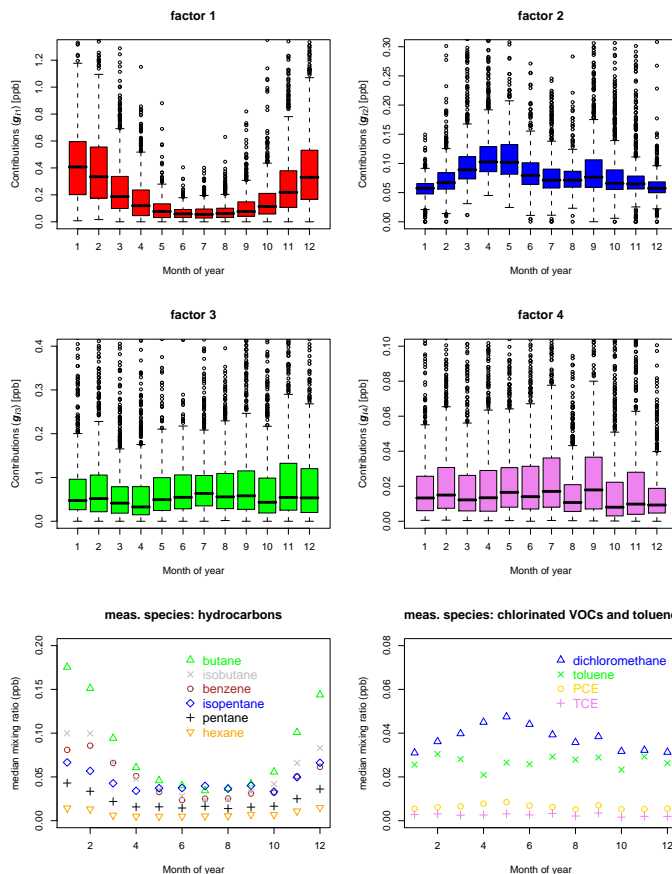 factor 1
Contributions (g_i1) [ppb]
0.0 0.2 0.4 0.6 0.8 1.2
1 2 3 4 5 6 7 8 9 10 11 12
Month of year
factor 2
Contributions (g_i2) [ppb]
0.00 0.05 0.10 0.15 0.20 0.30
1 2 3 4 5 6 7 8 9 10 11 12
Month of year
factor 3
Contributions (g_i3) [ppb]
0.0 0.1 0.2 0.3 0.4
1 2 3 4 5 6 7 8 9 10 11 12
Month of year
factor 4
Contributions (g_i4) [ppb]
0.00 0.02 0.04 0.06 0.08 0.10
1 2 3 4 5 6 7 8 9 10 11 12
Month of year
meas. species: hydrocarbons
median mixing ratio (ppb)
0.00 0.05 0.10 0.15 0.20
butane
isobutane
benzene
isopentane
pentane
hexane
2 4 6 8 10 12
Month of year
meas. species: chlorinated VOCs and toluene
median mixing ratio (ppb)
0.00 0.02 0.04 0.06 0.08
dichloromethane
toluene
PCE
TCE
2 4 6 8 10 12
Month of year